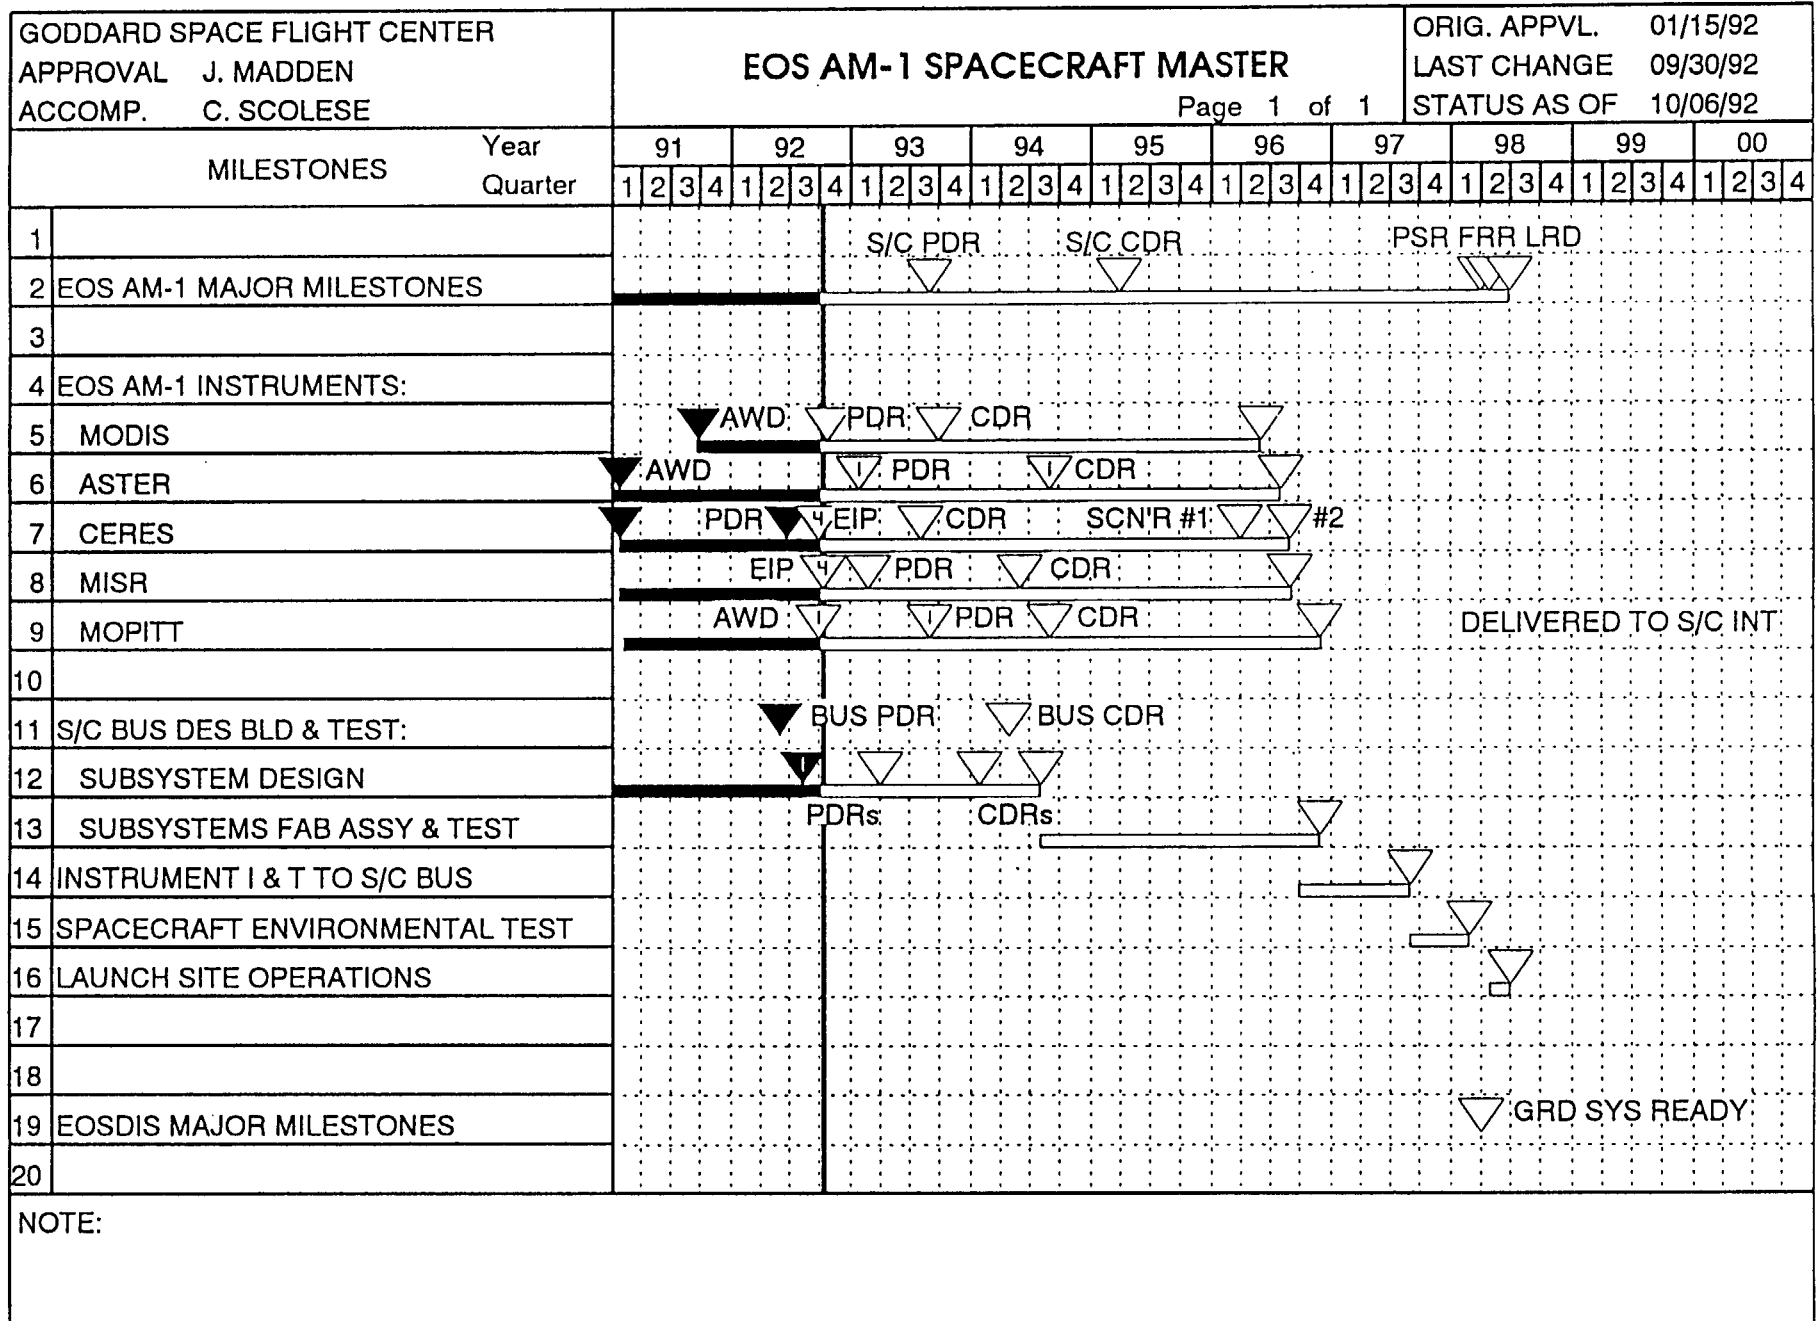 GODDARD SPACE FLIGHT CENTER
APPROVAL J. MADDEN
ACCOMP. C. SCOLESE
EOS AM-1 SPACECRAFT MASTER
Page 1 of 1
ORIG. APPVL. 01/15/92
LAST CHANGE 09/30/92
STATUS AS OF 10/06/92
MILESTONES
Year 91 92 93 94 95 96 97 98 99 00
Quarter 1 2 3 4 1 2 3 4 1 2 3 4 1 2 3 4 1 2 3 4 1 2 3 4 1 2 3 4 1 2 3 4 1 2 3 4 1 2 3 4
1 S/C PDR S/C CDR PSR FRR LRD
2 EOS AM-1 MAJOR MILESTONES
3
4 EOS AM-1 INSTRUMENTS:
5 MODIS AWD PDR CDR
6 ASTER AWD 1 PDR 1 CDR
7 CERES PDR 4 EIP CDR SCN'R #1 #2
8 MISR EIP 4 PDR CDR
9 MOPITT AWD 1 1 PDR CDR DELIVERED TO S/C INT
10
11 S/C BUS DES BLD & TEST: BUS PDR BUS CDR
12 SUBSYSTEM DESIGN 1
13 SUBSYSTEMS FAB ASSY & TEST PDRs CDRs
14 INSTRUMENT I & T TO S/C BUS
15 SPACECRAFT ENVIRONMENTAL TEST
16 LAUNCH SITE OPERATIONS
17
18
19 EOSDIS MAJOR MILESTONES GRD SYS READY
20
NOTE: